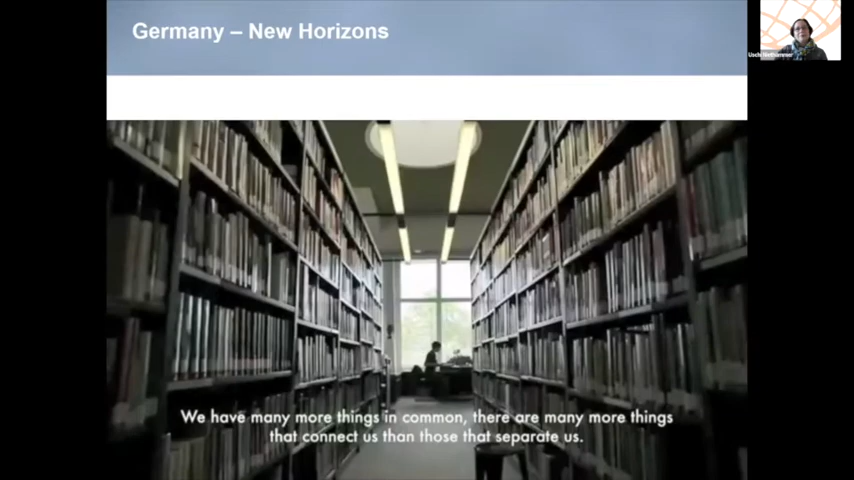 Germany – New Horizons
We have many more things in common, there are many more things
that connect us than those that separate us.